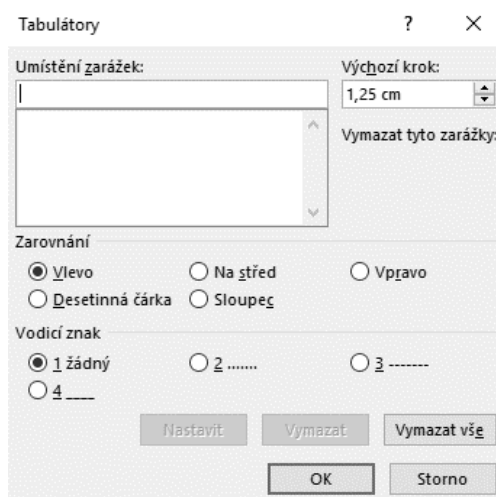 Tabulátory ? ×
Umístění zarážek: Výchozí krok:
1,25 cm
Vymazat tyto zarážky:
Zarovnání
Vlevo Na střed Vpravo
Desetinná čárka Sloupec
Vodicí znak
1 žádný 2 ....... 3 -------
4 ____
Nastavit Vymazat Vymazat vše
OK Storno